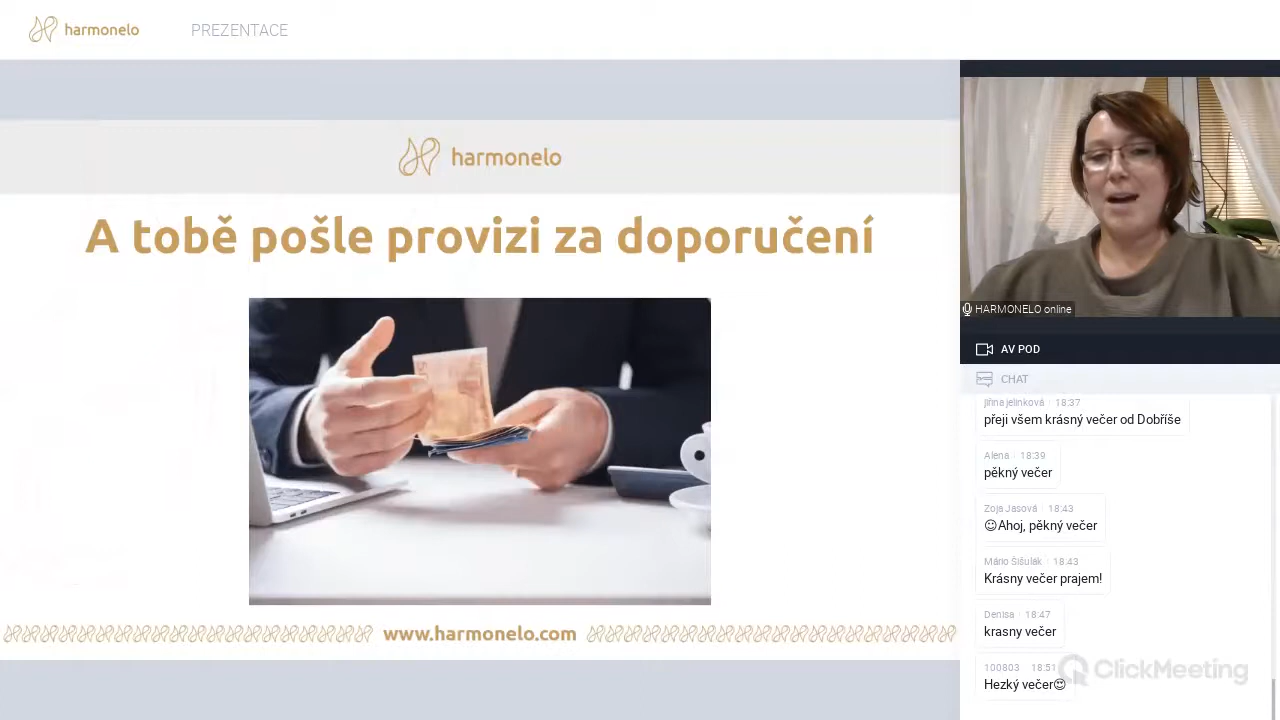 harmonelo
PREZENTACE
harmonelo
A tobě pošle provizi za doporučení
www.harmonelo.com
HARMONELO online
AV POD
CHAT
jiřina jelinková · 18:37
přeji všem krásný večer od Dobříše
Alena · 18:39
pěkný večer
Zoja Jasová · 18:43
☺Ahoj, pěkný večer
Mário Šišulák · 18:43
Krásny večer prajem!
Denisa · 18:47
krasny večer
100803 · 18:51
Hezký večer😍
ClickMeeting